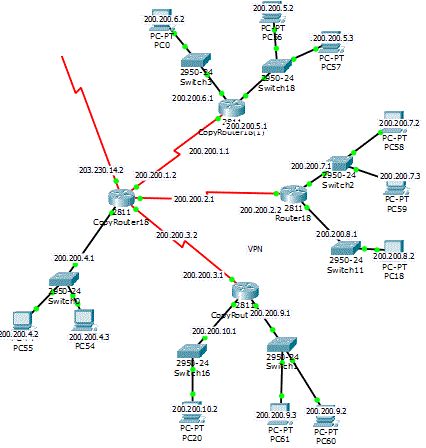 200.200.6.2
PC-PT
PC0
200.200.5.2
PC-PT
PC56
.200.200.5.3
PC-PT
PC57
2950-24
Switch3
2950-24
Switch18
200.200.6.1
2811
CopyRouter18(1)
200.200.5.1
200.200.1.1
200.200.7.2
PC-PT
PC58
200.200.7.1
2950-24
Switch2
200.200.7.3
PC-PT
PC59
203.230.14.2
200.200.1.2
2811
CopyRouter18
200.200.2.1
200.200.2.2
2811
Router18
200.200.8.1
2950-24
Switch11
200.200.8.2
PC-PT
PC18
200.200.3.2
VPN
200.200.4.1
2950-24
Switch0
200.200.4.2
PC55
200.200.4.3
PC54
200.200.3.1
2811
200.200.9.1
200.200.10.1
2950-24
Switch16
2950-24
200.200.10.2
PC-PT
PC20
200.200.9.3
PC-PT
PC61
200.200.9.2
PC-PT
PC60